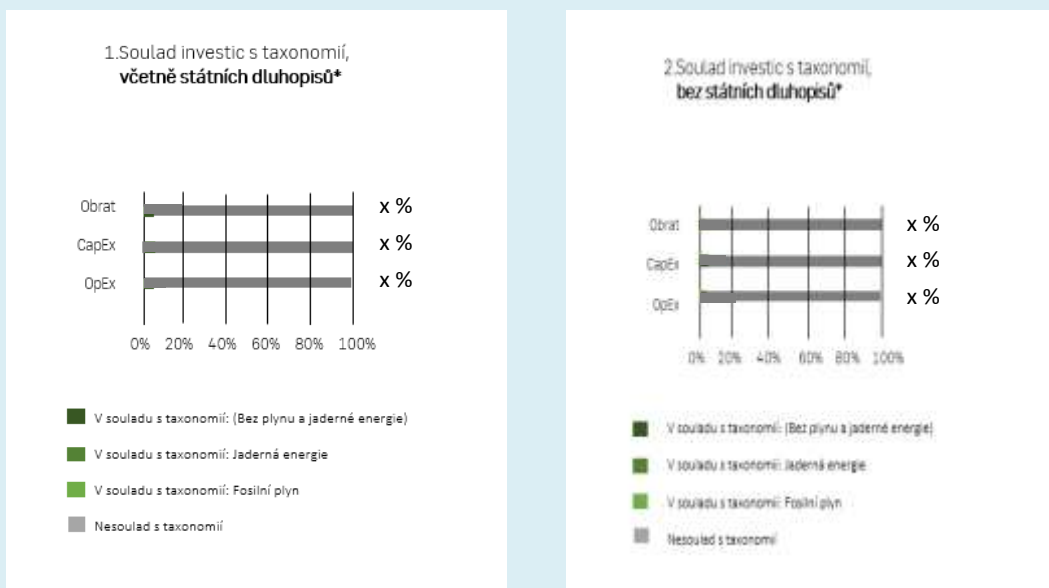 1.Soulad investic s taxonomií,
včetně státních dluhopisů*
Obrat
x %
CapEx
x %
OpEx
x %
0% 20% 40% 60% 80% 100%
V souladu s taxonomií: (Bez plynu a jaderné energie)
V souladu s taxonomií: Jaderná energie
V souladu s taxonomií: Fosilní plyn
Nesoulad s taxonomií
2.Soulad investic s taxonomií,
bez státních dluhopisů*
Obrat
x %
CapEx
x %
OpEx
x %
0% 20% 40% 60% 80% 100%
V souladu s taxonomií: (Bez plynu a jaderné energie)
V souladu s taxonomií: Jaderná energie
V souladu s taxonomií: Fosilní plyn
Nesoulad s taxonomií